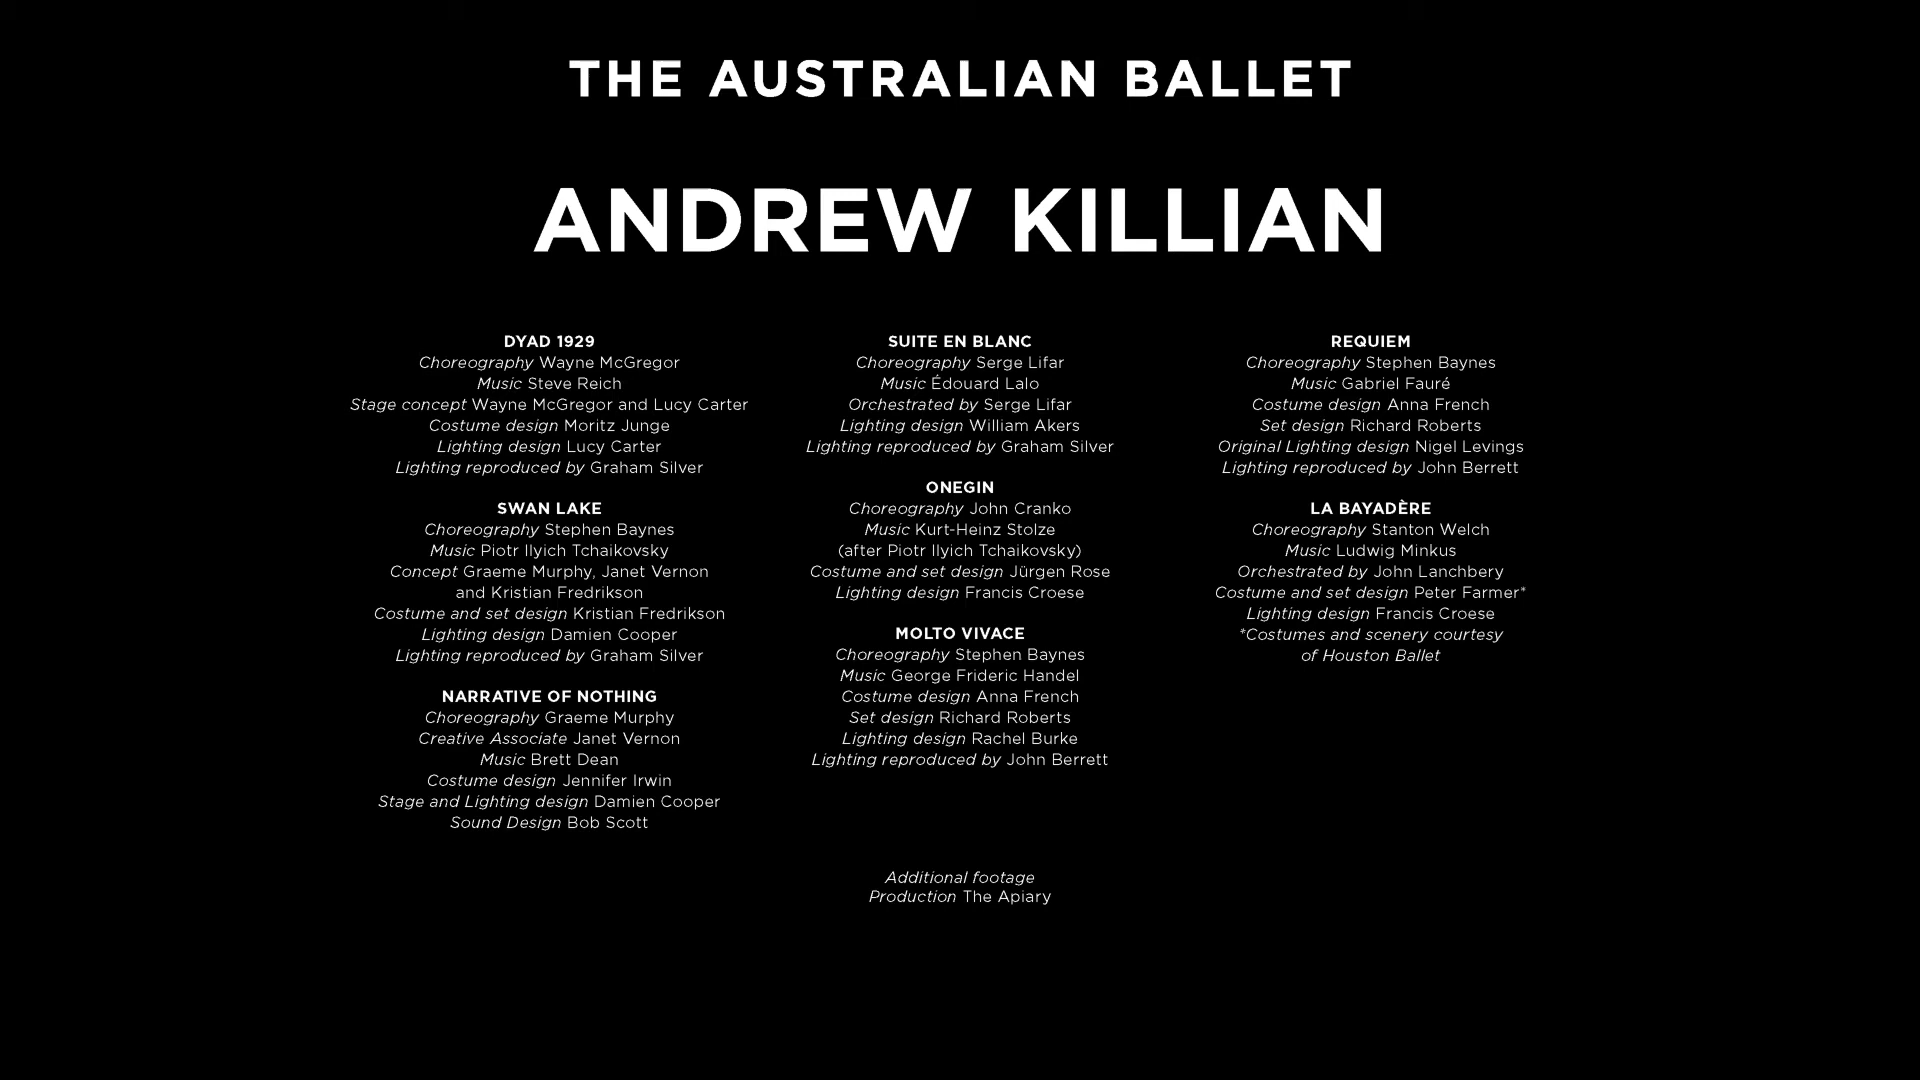 THE AUSTRALIAN BALLET
ANDREW KILLIAN
DYAD 1929
Choreography Wayne McGregor
Music Steve Reich
Stage concept Wayne McGregor and Lucy Carter
Costume design Moritz Junge
Lighting design Lucy Carter
Lighting reproduced by Graham Silver
SWAN LAKE
Choreography Stephen Baynes
Music Piotr Ilyich Tchaikovsky
Concept Graeme Murphy, Janet Vernon
and Kristian Fredrikson
Costume and set design Kristian Fredrikson
Lighting design Damien Cooper
Lighting reproduced by Graham Silver
NARRATIVE OF NOTHING
Choreography Graeme Murphy
Creative Associate Janet Vernon
Music Brett Dean
Costume design Jennifer Irwin
Stage and Lighting design Damien Cooper
Sound Design Bob Scott
SUITE EN BLANC
Choreography Serge Lifar
Music Édouard Lalo
Orchestrated by Serge Lifar
Lighting design William Akers
Lighting reproduced by Graham Silver
ONEGIN
Choreography John Cranko
Music Kurt-Heinz Stolze
(after Piotr Ilyich Tchaikovsky)
Costume and set design Jürgen Rose
Lighting design Francis Croese
MOLTO VIVACE
Choreography Stephen Baynes
Music George Frideric Handel
Costume design Anna French
Set design Richard Roberts
Lighting design Rachel Burke
Lighting reproduced by John Berrett
REQUIEM
Choreography Stephen Baynes
Music Gabriel Fauré
Costume design Anna French
Set design Richard Roberts
Original Lighting design Nigel Levings
Lighting reproduced by John Berrett
LA BAYADÈRE
Choreography Stanton Welch
Music Ludwig Minkus
Orchestrated by John Lanchbery
Costume and set design Peter Farmer*
Lighting design Francis Croese
*Costumes and scenery courtesy
of Houston Ballet
Additional footage
Production The Apiary